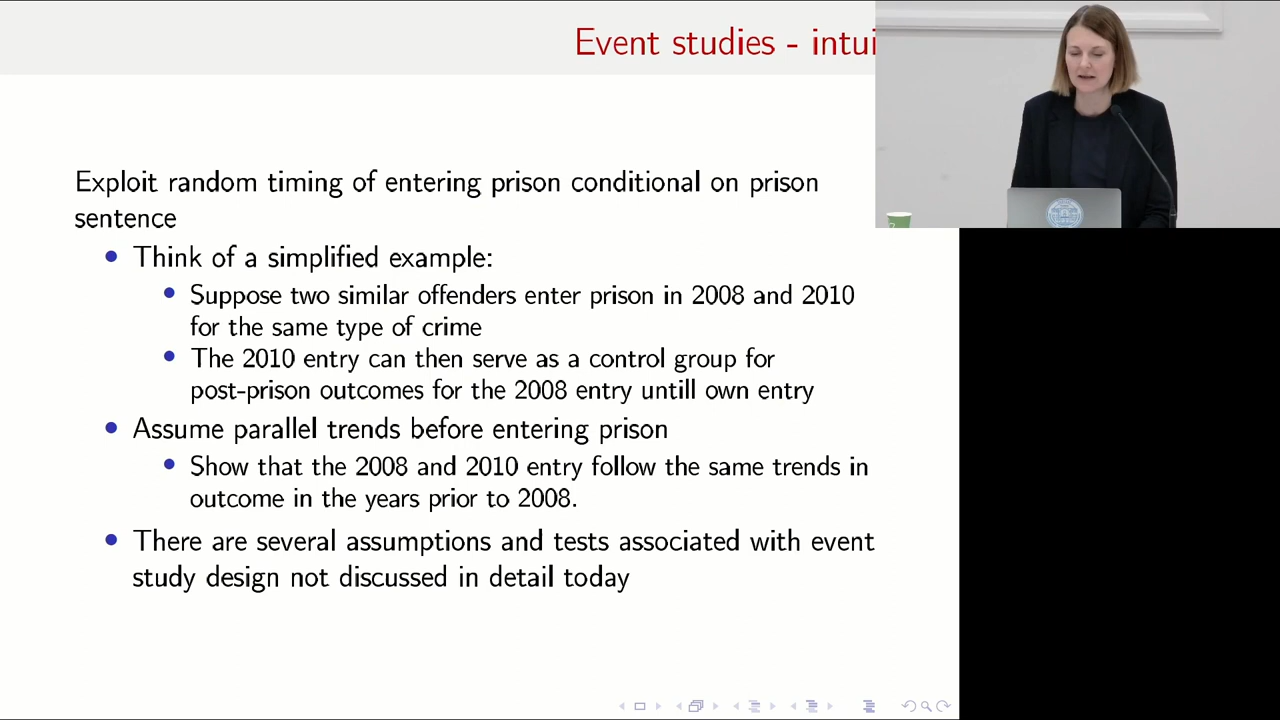 Event studies - intui
Exploit random timing of entering prison conditional on prison
sentence
Think of a simplified example:
Suppose two similar offenders enter prison in 2008 and 2010
for the same type of crime
The 2010 entry can then serve as a control group for
post-prison outcomes for the 2008 entry untill own entry
Assume parallel trends before entering prison
Show that the 2008 and 2010 entry follow the same trends in
outcome in the years prior to 2008.
There are several assumptions and tests associated with event
study design not discussed in detail today